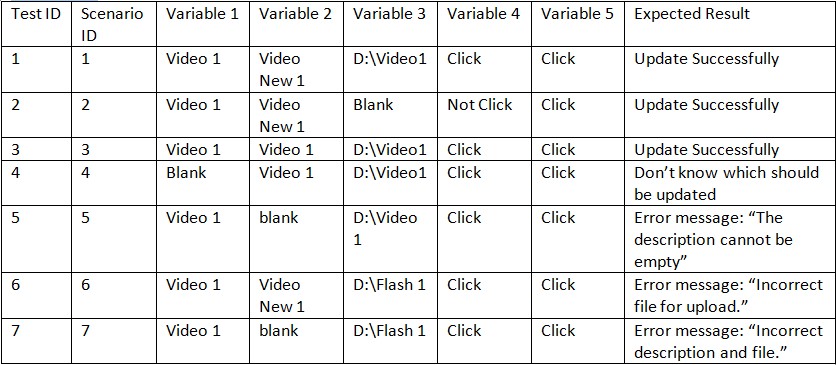 Test ID Scenario ID Variable 1 Variable 2 Variable 3 Variable 4 Variable 5 Expected Result
1 1 Video 1 Video New 1 D:\Video1 Click Click Update Successfully
2 2 Video 1 Video New 1 Blank Not Click Click Update Successfully
3 3 Video 1 Video 1 D:\Video1 Click Click Update Successfully
4 4 Blank Video 1 D:\Video1 Click Click Don’t know which should be updated
5 5 Video 1 blank D:\Video 1 Click Click Error message: “The description cannot be empty”
6 6 Video 1 Video New 1 D:\Flash 1 Click Click Error message: “Incorrect file for upload.”
7 7 Video 1 blank D:\Flash 1 Click Click Error message: “Incorrect description and file.”